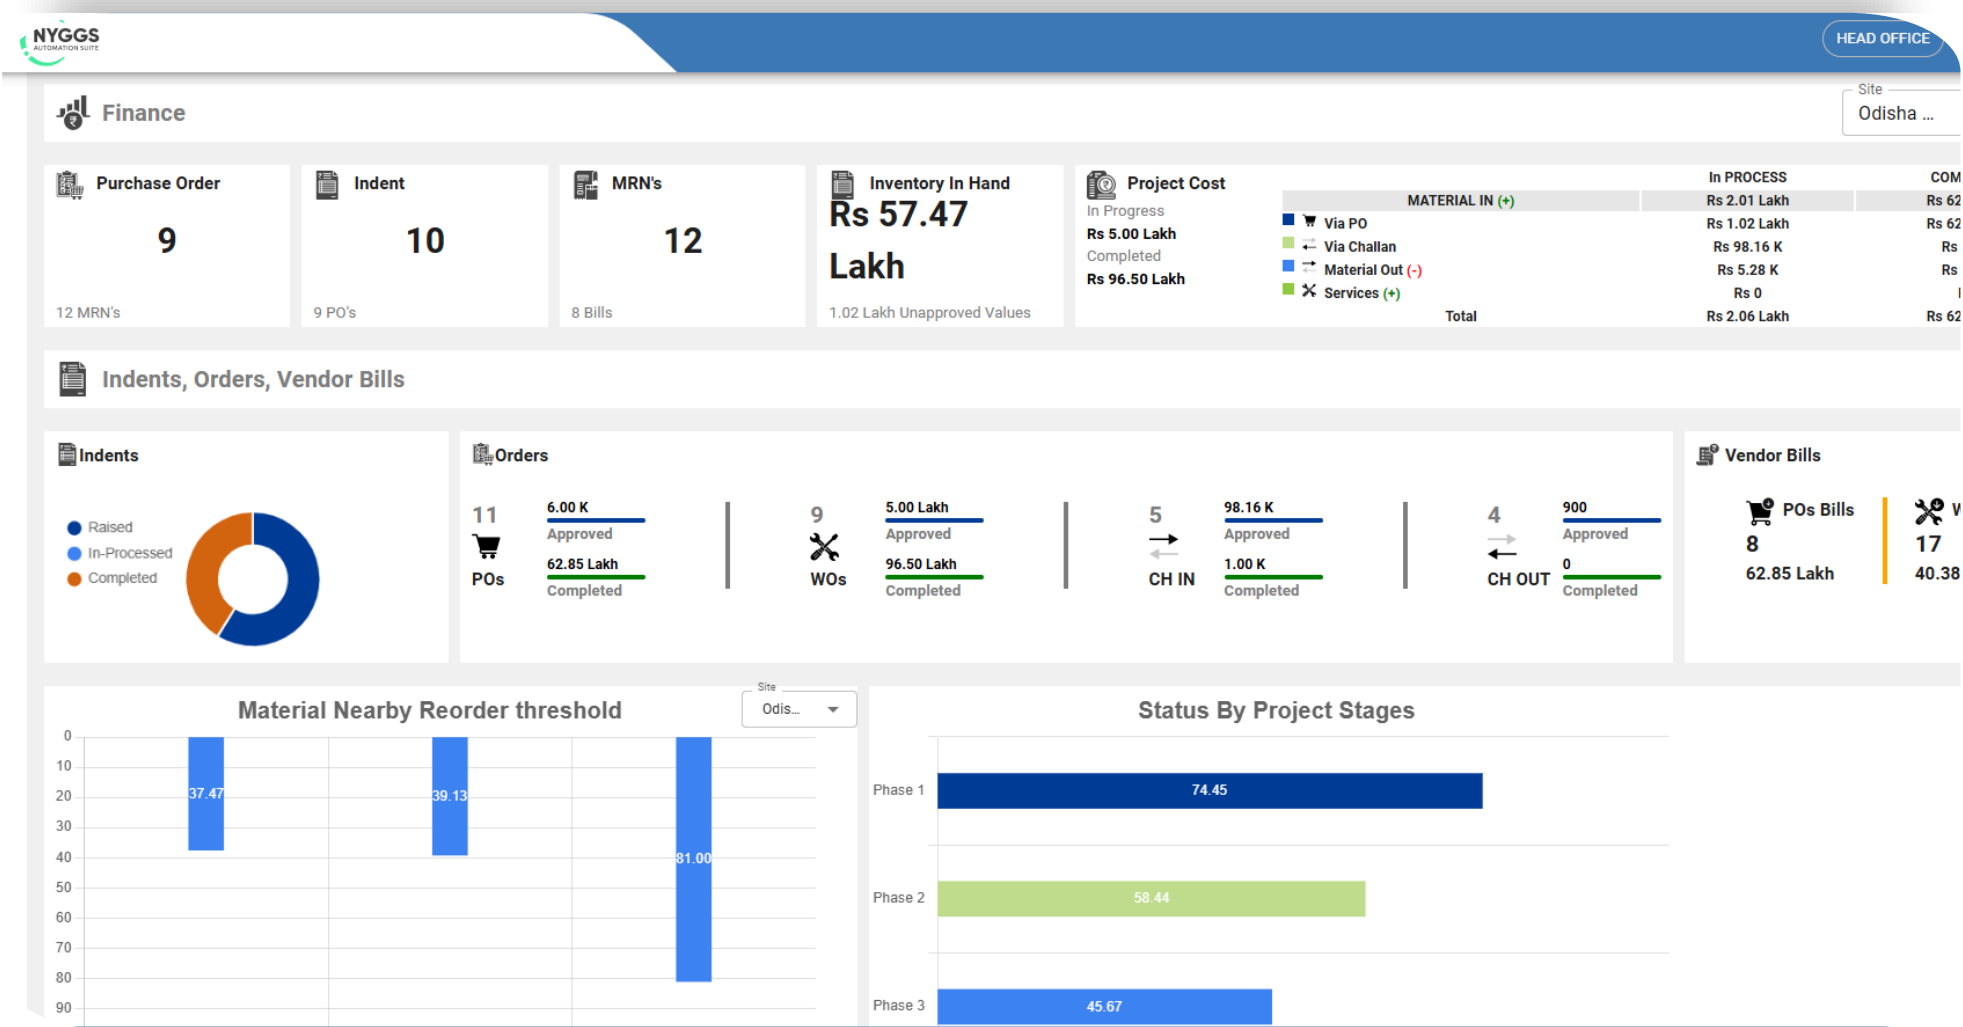 NYGGS
AUTOMATION SUITE
HEAD OFFICE
Finance
Site
Odisha ...
Purchase Order
9
12 MRN's
Indent
10
9 PO's
MRN's
12
8 Bills
Inventory In Hand
Rs 57.47
Lakh
1.02 Lakh Unapproved Values
Project Cost
In Progress
Rs 5.00 Lakh
Completed
Rs 96.50 Lakh
In PROCESS COM
MATERIAL IN (+) Rs 2.01 Lakh Rs 62
Via PO Rs 1.02 Lakh Rs 62
Via Challan Rs 98.16 K Rs
Material Out (-) Rs 5.28 K Rs
Services (+) Rs 0
Total Rs 2.06 Lakh Rs 62
Indents, Orders, Vendor Bills
Indents
Raised
In-Processed
Completed
Orders
11
POs
6.00 K
Approved
62.85 Lakh
Completed
9
WOs
5.00 Lakh
Approved
96.50 Lakh
Completed
5
CH IN
98.16 K
Approved
1.00 K
Completed
4
CH OUT
900
Approved
0
Completed
Vendor Bills
POs Bills
8
62.85 Lakh
W
17
40.38
Material Nearby Reorder threshold
Site
Odis...
0
10
20
30
40
50
60
70
80
90
37.47
39.13
81.00
Status By Project Stages
Phase 1
74.45
Phase 2
58.44
Phase 3
45.67